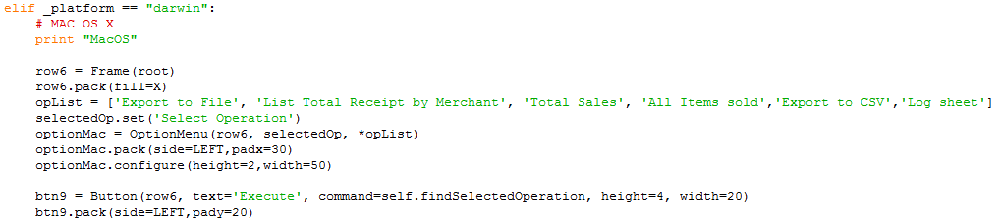 elif _platform == "darwin":
    # MAC OS X
    print "MacOS"

    row6 = Frame(root)
    row6.pack(fill=X)
    opList = ['Export to File', 'List Total Receipt by Merchant', 'Total Sales', 'All Items sold','Export to CSV','Log sheet']
    selectedOp.set('Select Operation')
    optionMac = OptionMenu(row6, selectedOp, *opList)
    optionMac.pack(side=LEFT,padx=30)
    optionMac.configure(height=2,width=50)

    btn9 = Button(row6, text='Execute', command=self.findSelectedOperation, height=4, width=20)
    btn9.pack(side=LEFT,pady=20)